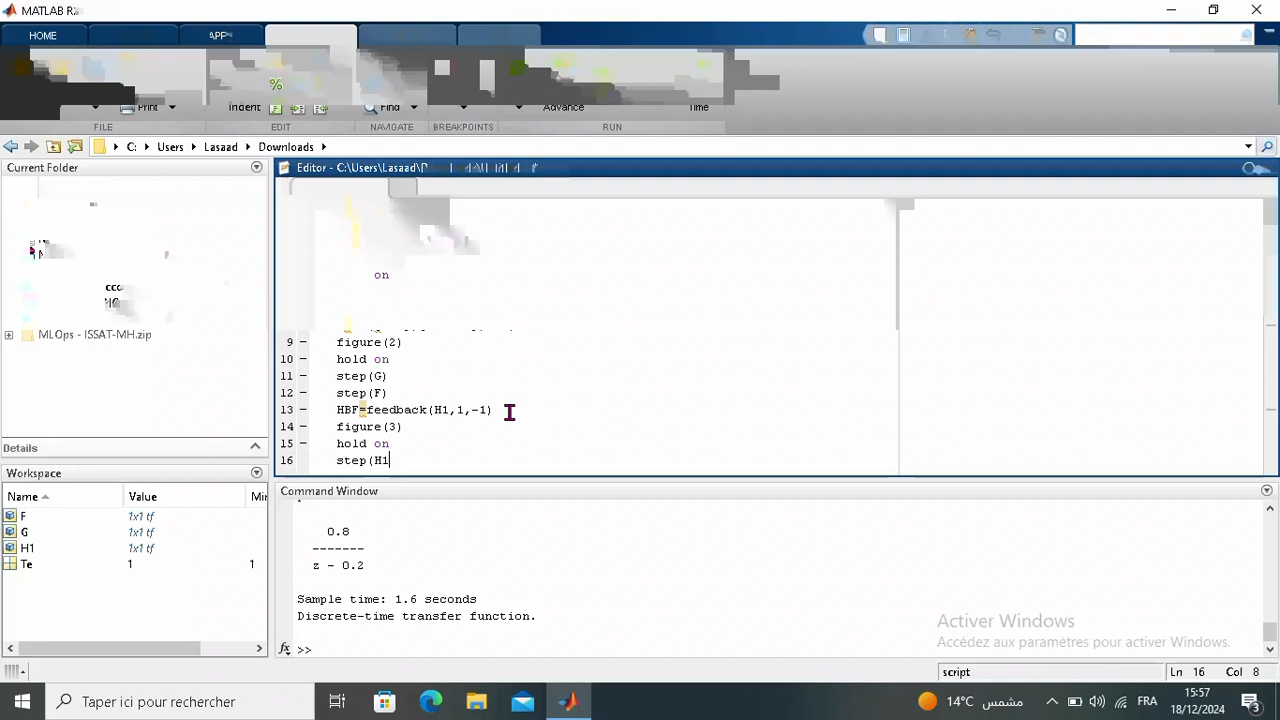 MATLAB R
HOME
APP
Print
Indent
Find
Advance
Time
FILE
EDIT
NAVIGATE
BREAKPOINTS
RUN
C: Users Lasaad Downloads
Current Folder
Editor - C:\Users\Lasaad\
on
MLOps - ISSAT-MH.zip
9 figure(2)
10 hold on
11 step(G)
12 step(F)
13 HBF=feedback(H1,1,-1)
14 figure(3)
15 hold on
16 step(H1
Details
Workspace
Name Value Mi
F 1x1 tf
G 1x1 tf
H1 1x1 tf
Te 1 1
Command Window
0.8
-------
z - 0.2
Sample time: 1.6 seconds
Discrete-time transfer function.
>>
Activer Windows
Accédez aux paramètres pour activer Windows.
script
Ln 16 Col 8
Taper ici pour rechercher
14°C مشمس
FRA
15:57
18/12/2024
3